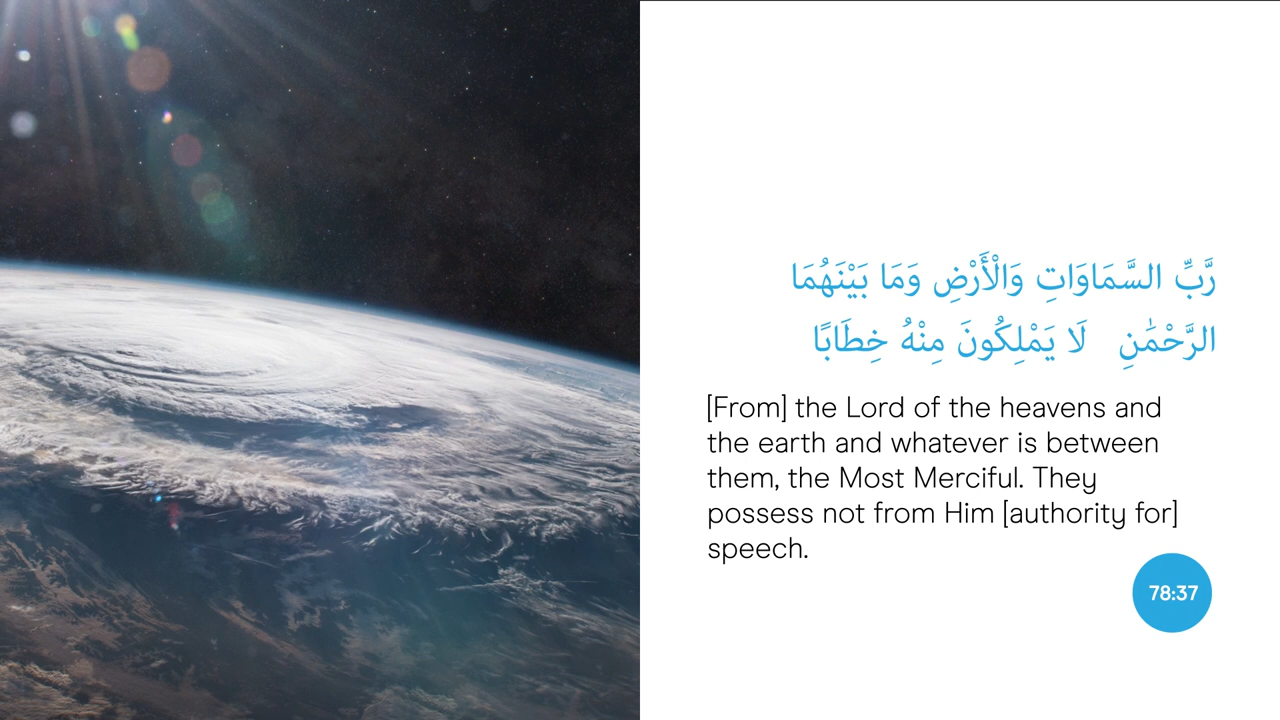 رَّبِّ السَّمَاوَاتِ وَالْأَرْضِ وَمَا بَيْنَهُمَا
الرَّحْمَٰنِ  لَا يَمْلِكُونَ مِنْهُ خِطَابًا
[From] the Lord of the heavens and
the earth and whatever is between
them, the Most Merciful. They
possess not from Him [authority for]
speech.
78:37